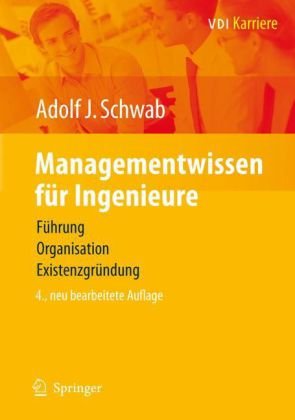 VDI Karriere
Adolf J. Schwab
Managementwissen
für Ingenieure
Führung
Organisation
Existenzgründung
4., neu bearbeitete Auflage
Springer